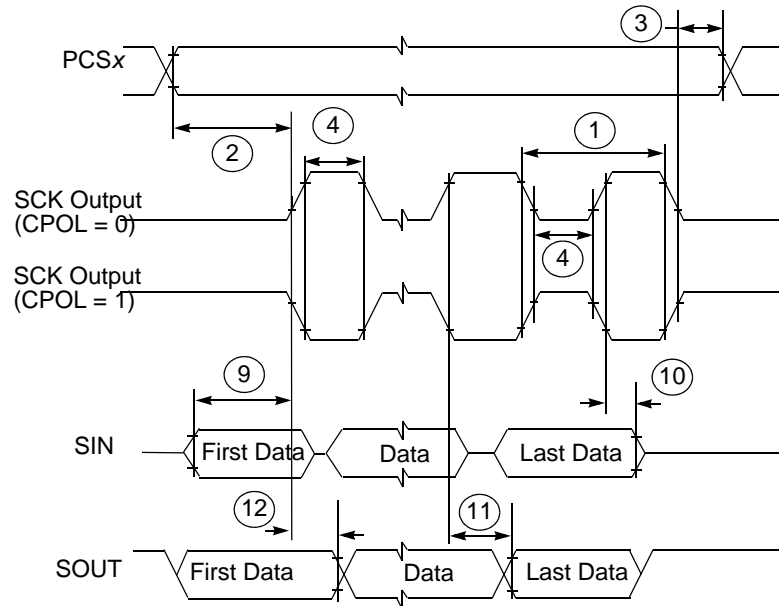 3
PCSx
2
4
1
SCK Output
(CPOL = 0)
4
SCK Output
(CPOL = 1)
9
10
SIN
First Data
Data
Last Data
12
11
SOUT
First Data
Data
Last Data